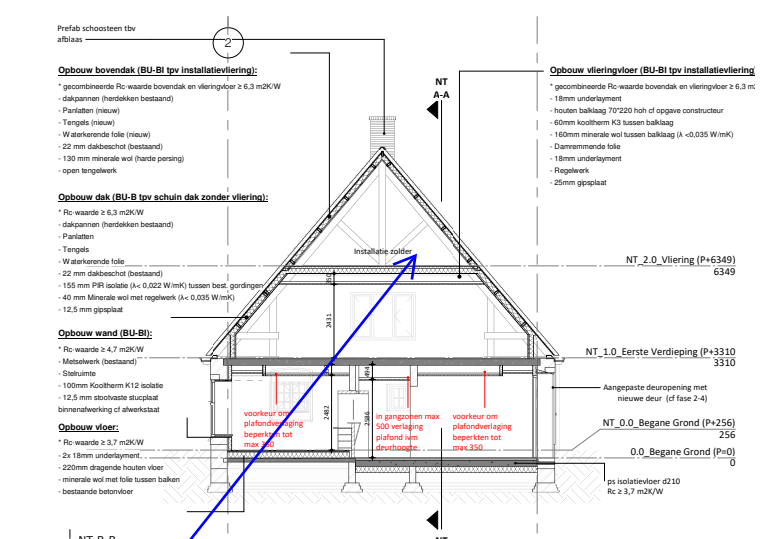 Prefab schoosteen tbv
afblaas
2
Opbouw bovendak (BU-BI tpv installatievliering):
* gecombineerde Rc-waarde bovendak en vlieringvloer ≥ 6,3 m2K/W
- dakpannen (herdekken bestaand)
- Panlatten (nieuw)
- Tengels (nieuw)
- Waterkerende folie (nieuw)
- 22 mm dakbeschot (bestaand)
- 130 mm minerale wol (harde persing)
- open tengelwerk
Opbouw dak (BU-B tpv schuin dak zonder vliering):
* Rc-waarde ≥ 6,3 m2K/W
- dakpannen (herdekken bestaand)
- Panlatten
- Tengels
- Waterkerende folie
- 22 mm dakbeschot (bestaand)
- 155 mm PIR isolatie (λ< 0,022 W/mK) tussen best. gordingen
- 40 mm Minerale wol met regelwerk (λ< 0,035 W/mK)
- 12,5 mm gipsplaat
Opbouw wand (BU-BI):
* Rc-waarde ≥ 4,7 m2K/W
- Metselwerk (bestaand)
- Stelruimte
- 100mm Kooltherm K12 isolatie
- 12,5 mm stootvaste stucplaat
binnenafwerking cf afwerkstaat
Opbouw vloer:
* Rc-waarde ≥ 3,7 m2K/W
- 2x 18mm underlayment
- 220mm dragende houten vloer
- minerale wol met folie tussen balken
- bestaande betonvloer
NT
A-A
Opbouw vlieringvloer (BU-BI tpv installatievliering)
* gecombineerde Rc-waarde bovendak en vlieringvloer ≥ 6,3 m2
- 18mm underlayment
- houten balklaag 70*220 hoh cf opgave constructeur
- 60mm kooltherm K3 tussen balklaag
- 160mm minerale wol tussen balklaag (λ <0,035 W/mK)
- Damremmende folie
- 18mm underlayment
- Regelwerk
- 25mm gipsplaat
Installatie zolder
NT_2.0_Vliering (P+6349)
6349
2431
NT_1.0_Eerste Verdieping (P+3310
3310
494
2482
2586
voorkeur om
plafondverlaging
beperkten tot
max 350
in gangzonen max
500 verlaging
plafond ivm
deurhoogte
voorkeur om
plafondverlaging
beperkten tot
max 350
Aangepaste deuropening met
nieuwe deur (cf fase 2-4)
NT_0.0_Begane Grond (P+256)
256
0.0_Begane Grond (P=0)
0
ps isolatievloer d210
Rc ≥ 3,7 m2K/W